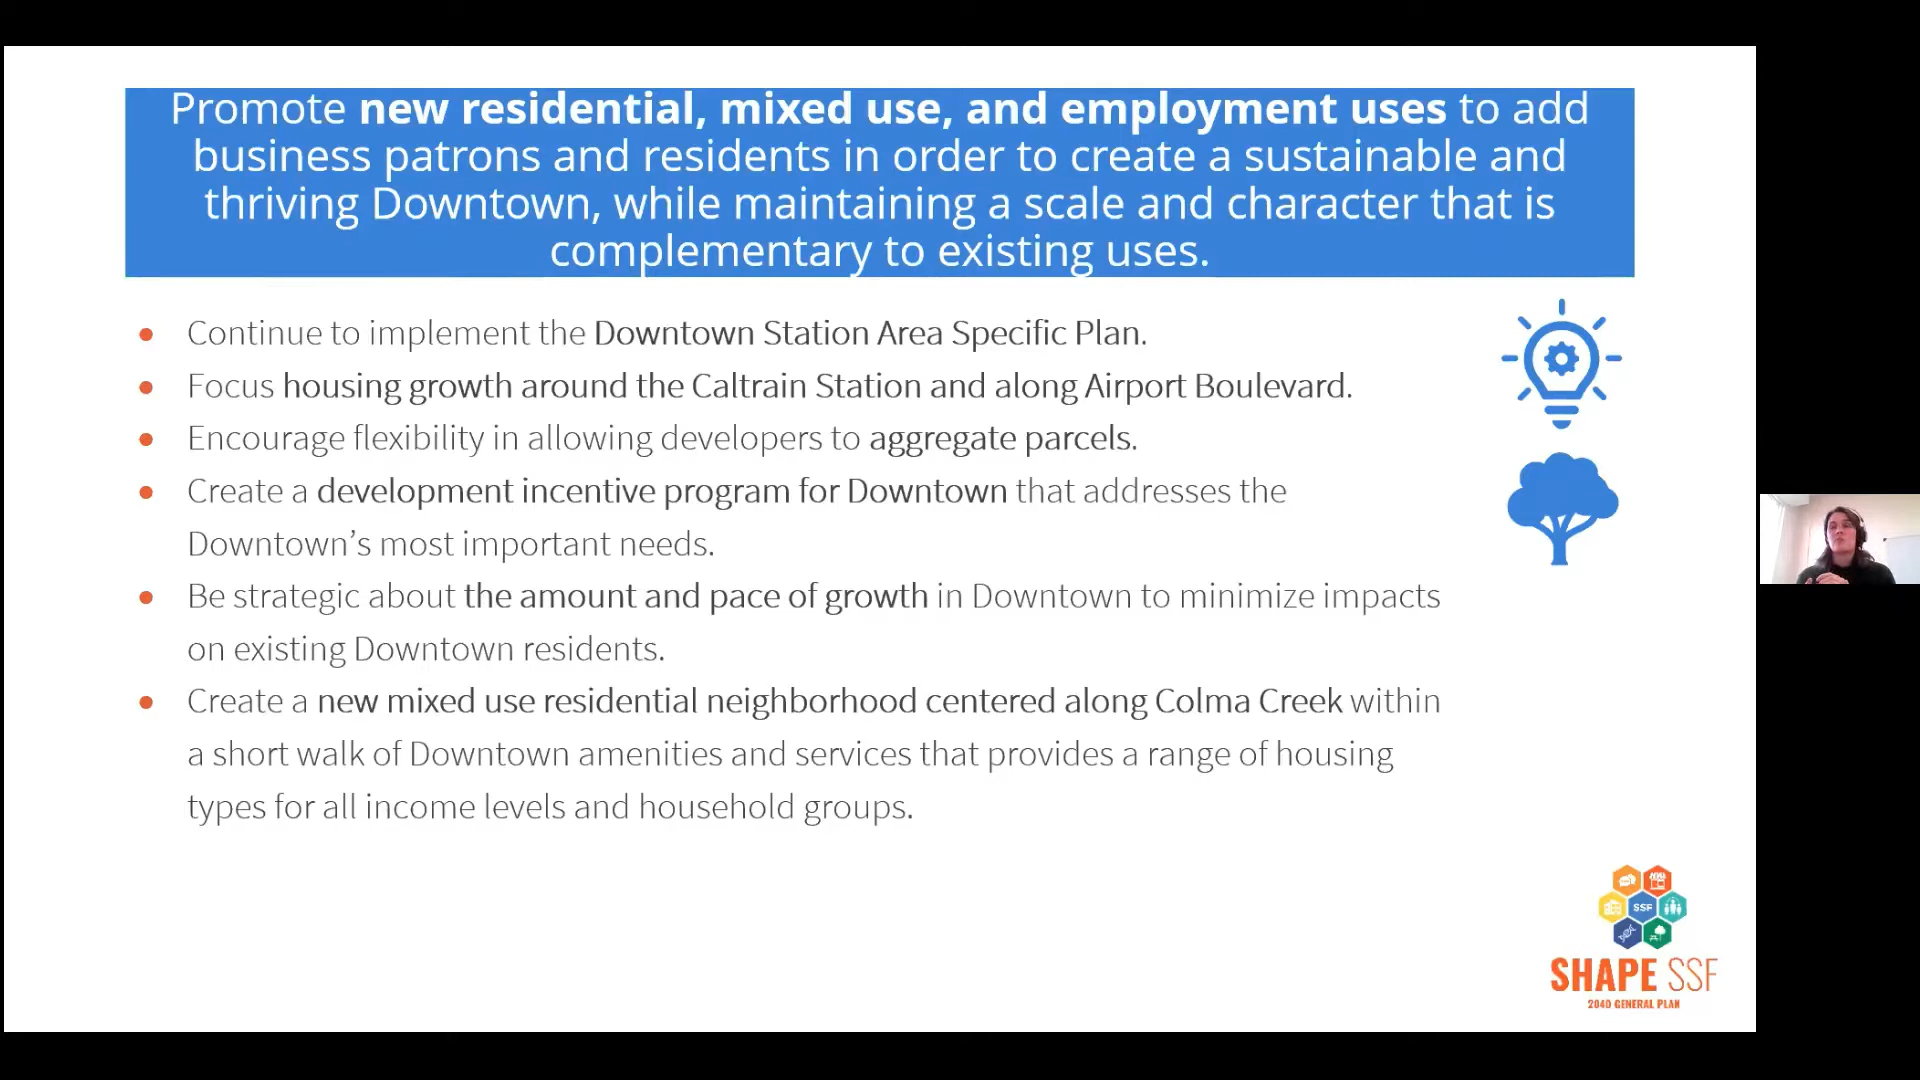 Promote new residential, mixed use, and employment uses to add
business patrons and residents in order to create a sustainable and
thriving Downtown, while maintaining a scale and character that is
complementary to existing uses.
• Continue to implement the Downtown Station Area Specific Plan.
• Focus housing growth around the Caltrain Station and along Airport Boulevard.
• Encourage flexibility in allowing developers to aggregate parcels.
• Create a development incentive program for Downtown that addresses the
Downtown’s most important needs.
• Be strategic about the amount and pace of growth in Downtown to minimize impacts
on existing Downtown residents.
• Create a new mixed use residential neighborhood centered along Colma Creek within
a short walk of Downtown amenities and services that provides a range of housing
types for all income levels and household groups.
SSF
SHAPE SSF
2040 GENERAL PLAN